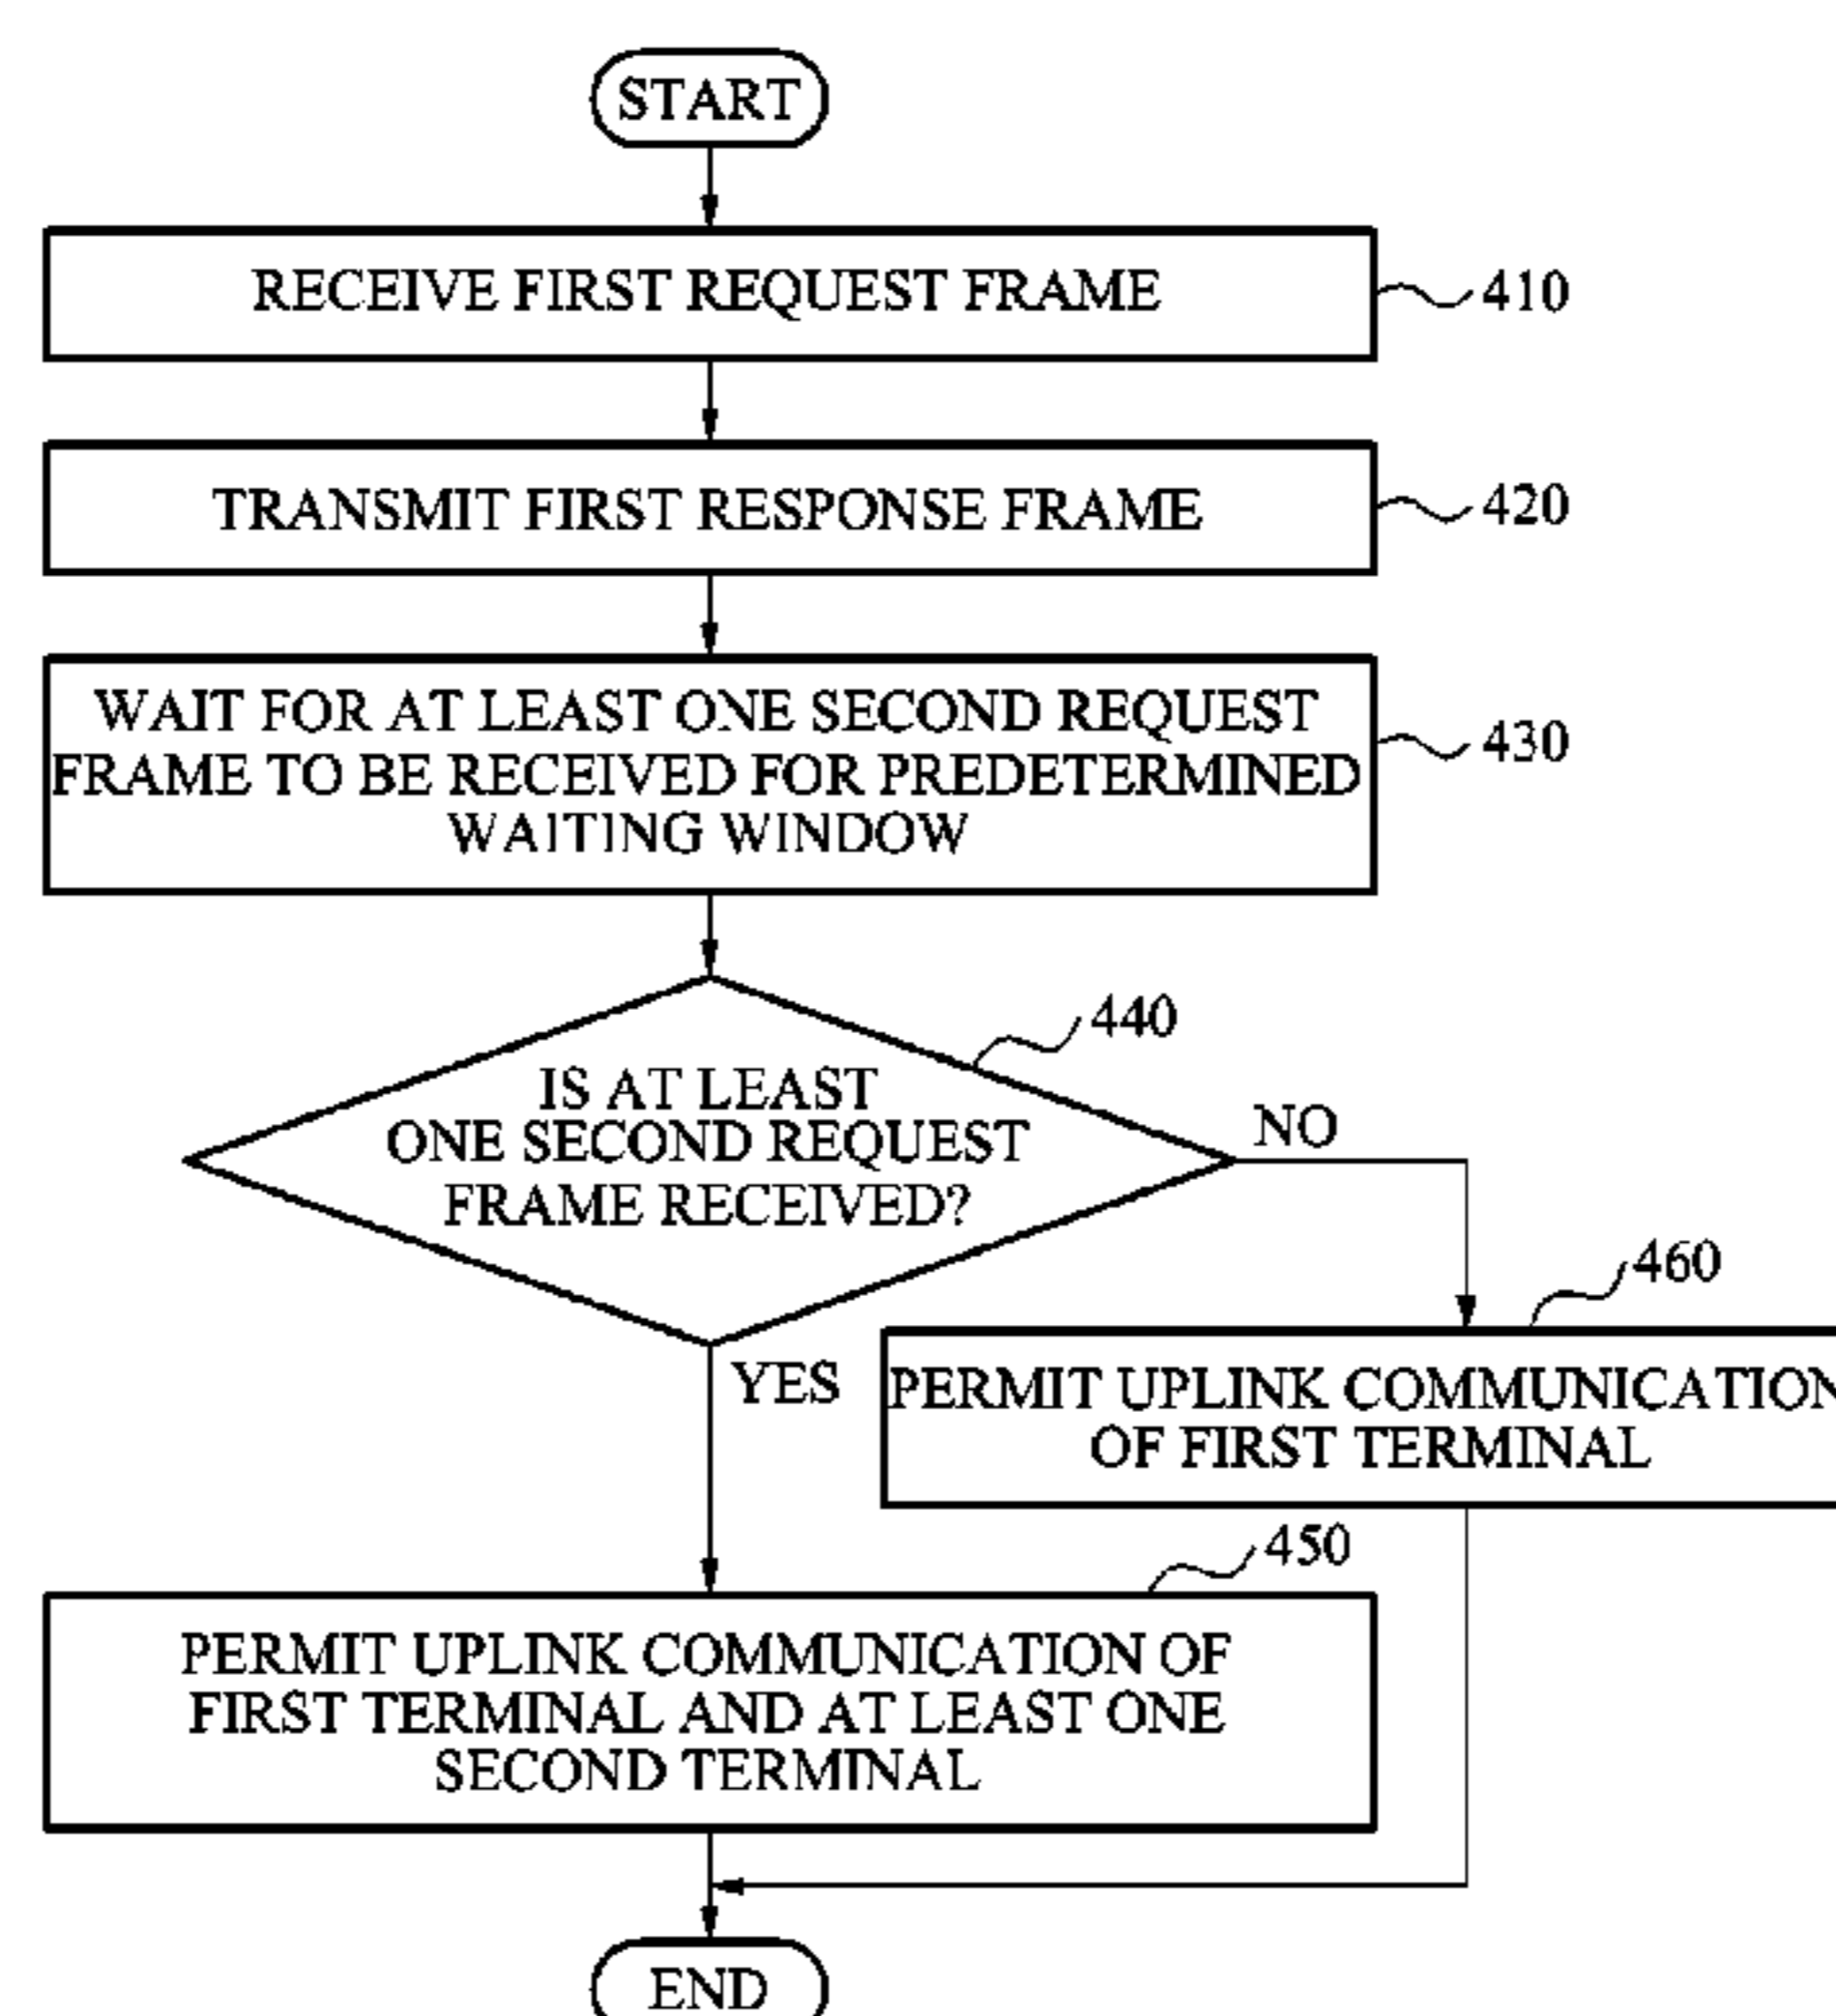 START
RECEIVE FIRST REQUEST FRAME
410
TRANSMIT FIRST RESPONSE FRAME
420
WAIT FOR AT LEAST ONE SECOND REQUEST
FRAME TO BE RECEIVED FOR PREDETERMINED
WAITING WINDOW
430
440
IS AT LEAST
ONE SECOND REQUEST
FRAME RECEIVED?
NO
460
YES
PERMIT UPLINK COMMUNICATION
OF FIRST TERMINAL
450
PERMIT UPLINK COMMUNICATION OF
FIRST TERMINAL AND AT LEAST ONE
SECOND TERMINAL
END